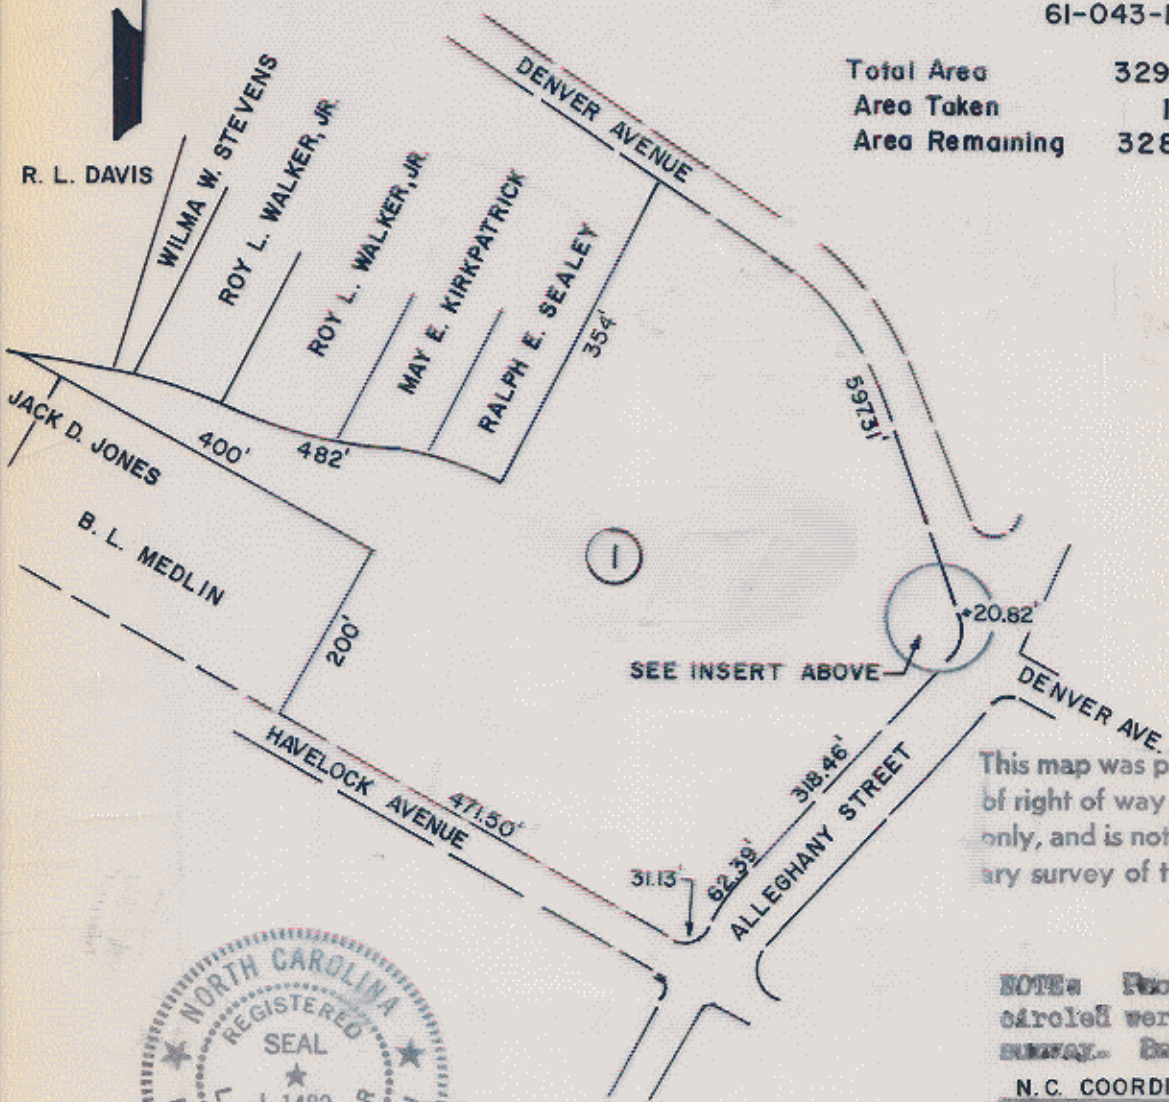 61-043-
Total Area 329
Area Taken
Area Remaining 328
DENVER AVENUE
R. L. DAVIS
WILMA W. STEVENS
ROY L. WALKER, JR.
ROY L. WALKER, JR.
MAY E. KIRKPATRICK
RALPH E. SEALEY
354'
597.31'
JACK D. JONES
400'
482'
B. L. MEDLIN
1
200'
20.82'
SEE INSERT ABOVE
DENVER AVE.
HAVELOCK AVENUE
471.50'
318.46'
62.39'
31.13'
ALLEGHANY STREET
This map was p
of right of way
only, and is not
ary survey of t
NORTH CAROLINA
REGISTERED
SEAL
NOTE:
circled wer
survey.
N.C. COORDI